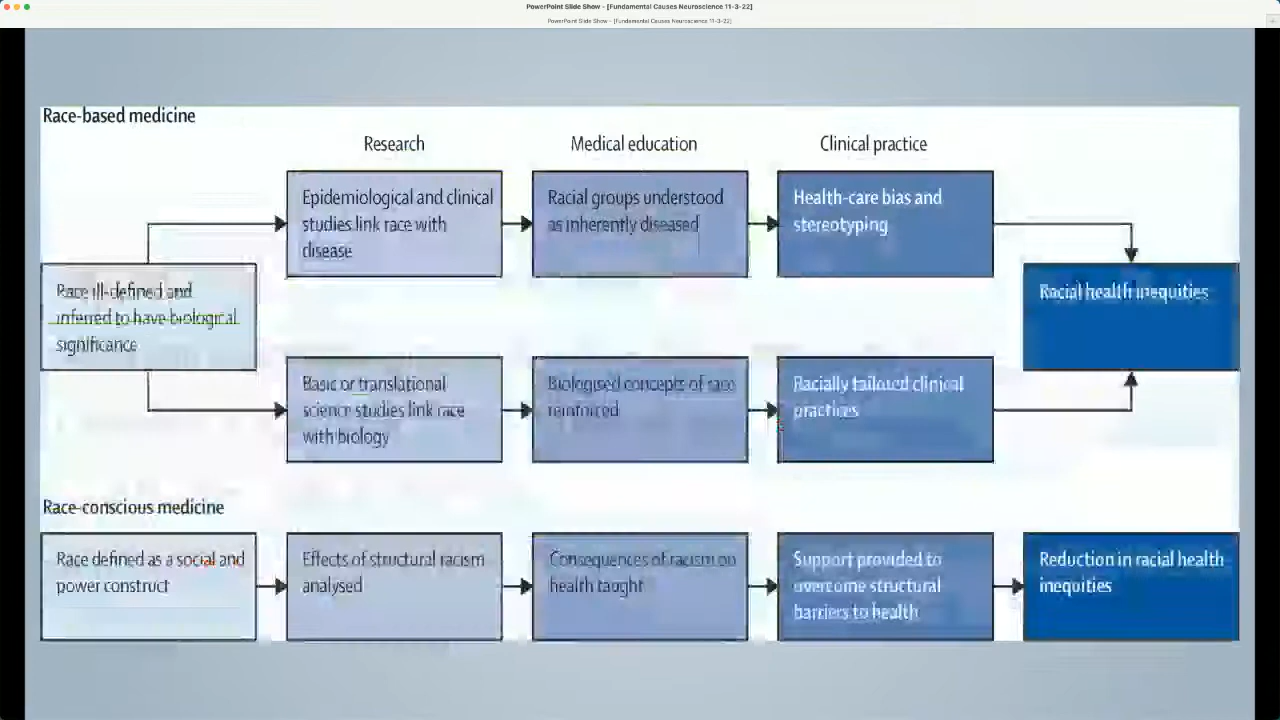 PowerPoint Slide Show - [Fundamental Causes Neuroscience 11-3-22]
PowerPoint Slide Show - [Fundamental Causes Neuroscience 11-3-22]
Race-based medicine
Research
Medical education
Clinical practice
Epidemiological and clinical
studies link race with
disease
Racial groups understood
as inherently diseased
Health-care bias and
stereotyping
Race ill-defined and
inferred to have biological
significance
Racial health inequities
Basic or translational
science studies link race
with biology
Biologised concepts of race
reinforced
Racially tailored clinical
practices
Race-conscious medicine
Race defined as a social and
power construct
Effects of structural racism
analysed
Consequences of racism on
health taught
Support provided to
overcome structural
barriers to health
Reduction in racial health
inequities